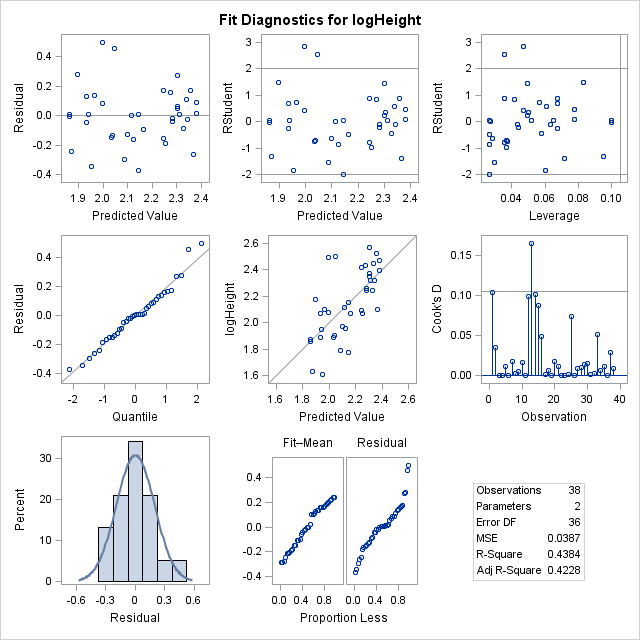 Fit Diagnostics for logHeight
Residual
0.4
0.2
0.0
-0.2
-0.4
1.9 2.0 2.1 2.2 2.3 2.4
Predicted Value
RStudent
3
2
1
0
-1
-2
1.9 2.0 2.1 2.2 2.3 2.4
Predicted Value
RStudent
3
2
1
0
-1
-2
0.04 0.06 0.08 0.10
Leverage
Residual
0.4
0.2
0.0
-0.2
-0.4
-2 -1 0 1 2
Quantile
logHeight
2.6
2.4
2.2
2.0
1.8
1.6
1.6 1.8 2.0 2.2 2.4 2.6
Predicted Value
Cook's D
0.15
0.10
0.05
0.00
0 10 20 30 40
Observation
Percent
30
20
10
0
-0.6 -0.3 0 0.3 0.6
Residual
Fit–Mean Residual
0.4
0.2
0.0
-0.2
-0.4
0.0 0.4 0.8 0.0 0.4 0.8
Proportion Less
Observations 38
Parameters 2
Error DF 36
MSE 0.0387
R-Square 0.4384
Adj R-Square 0.4228